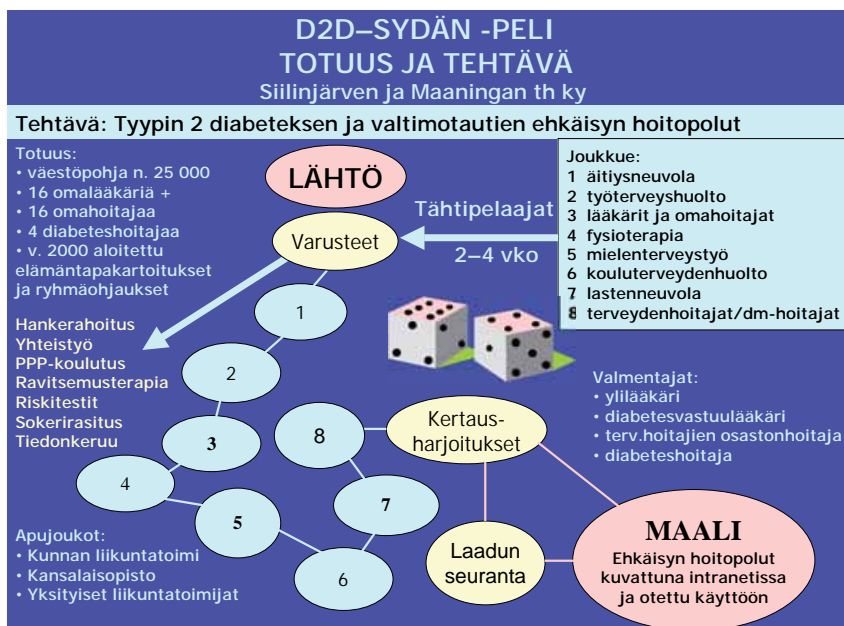 D2D–SYDÄN -PELI
TOTUUS JA TEHTÄVÄ
Siilinjärven ja Maaningan th ky
Tehtävä: Tyypin 2 diabeteksen ja valtimotautien ehkäisyn hoitopolut
Totuus:
• väestöpohja n. 25 000
• 16 omalääkäriä +
• 16 omahoitajaa
• 4 diabeteshoitajaa
• v. 2000 aloitettu
elämäntapakartoitukset
ja ryhmäohjaukset
LÄHTÖ
Varusteet
Tähtipelaajat
2–4 vko
Joukkue:
1 äitiysneuvola
2 työterveyshuolto
3 lääkärit ja omahoitajat
4 fysioterapia
5 mielenterveystyö
6 kouluterveydenhuolto
7 lastenneuvola
8 terveydenhoitajat/dm-hoitajat
Hankerahoitus
Yhteistyö
PPP-koulutus
Ravitsemusterapia
Riskitestit
Sokerirasitus
Tiedonkeruu
1
2
3
4
5
6
7
8
Kertaus-
harjoitukset
Valmentajat:
• ylilääkäri
• diabetesvastuulääkäri
• terv.hoitajien osastonhoitaja
• diabeteshoitaja
Apujoukot:
• Kunnan liikuntatoimi
• Kansalaisopisto
• Yksityiset liikuntatoimijat
Laadun
seuranta
MAALI
Ehkäisyn hoitopolut
kuvattuna intranetissa
ja otettu käyttöön